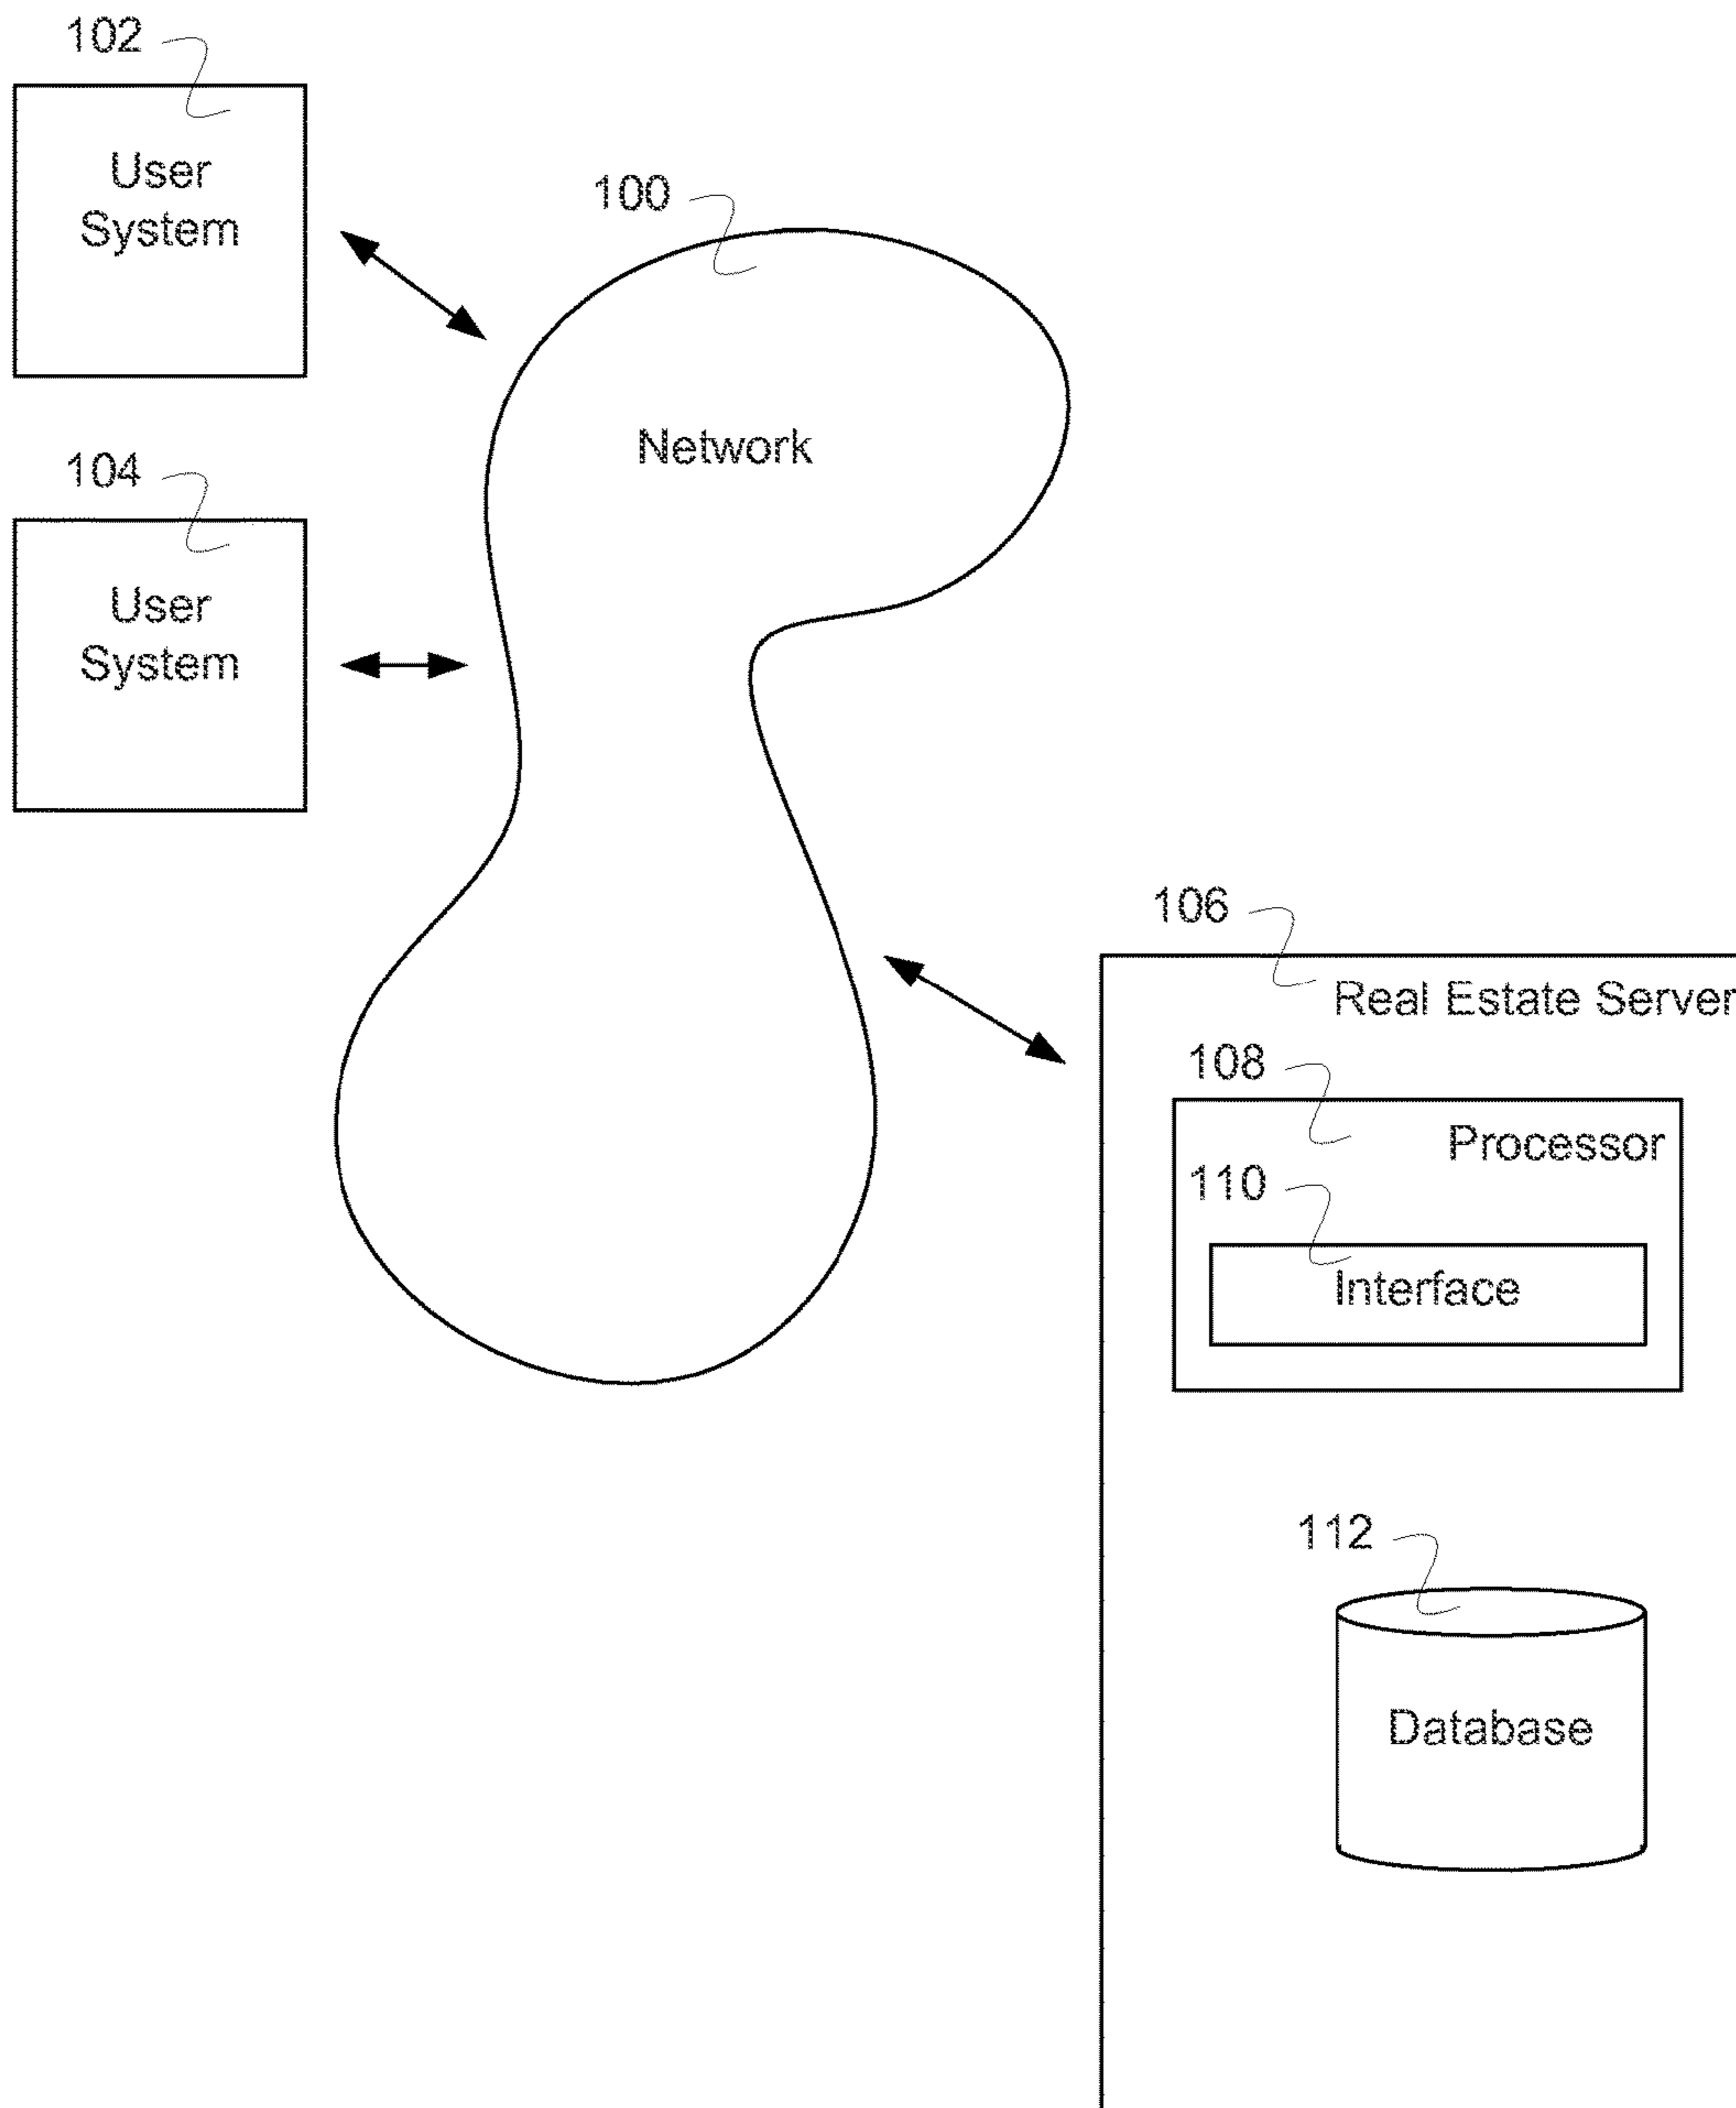 102
User
System
100
Network
104
User
System
106
Real Estate Server
108
Processor
110
Interface
112
Database